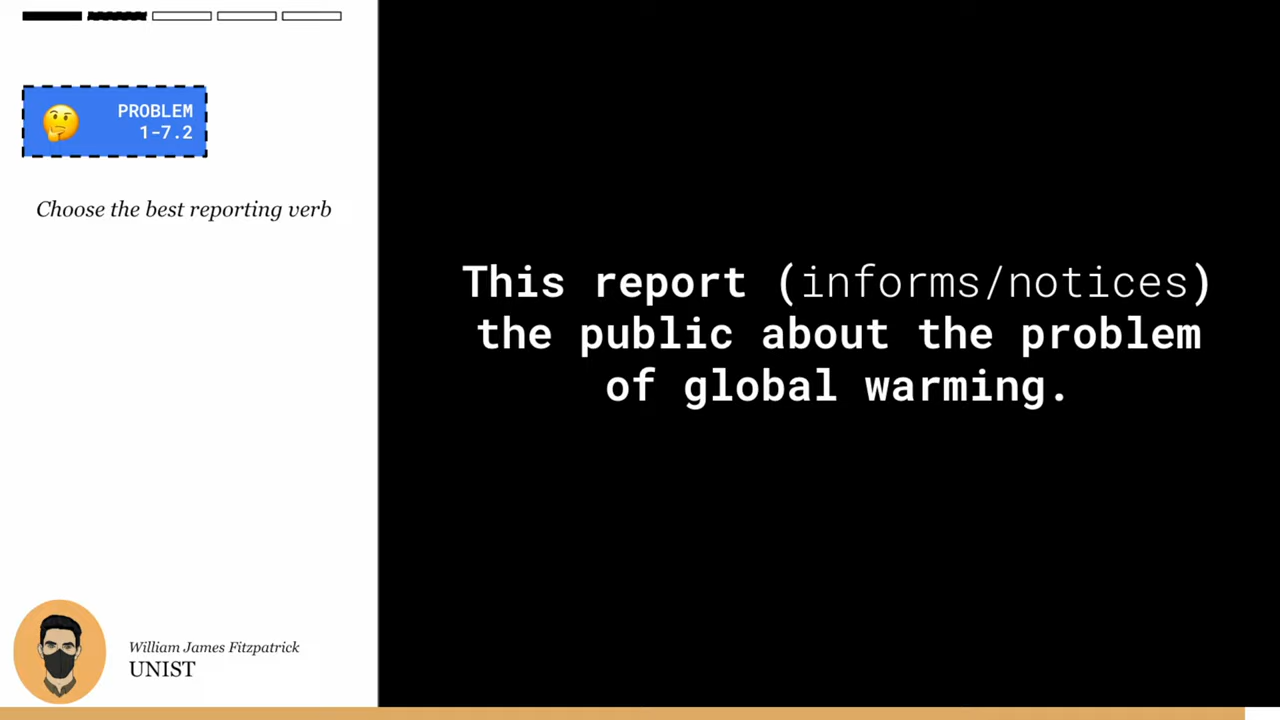 PROBLEM
1-7.2
Choose the best reporting verb
This report (informs/notices)
the public about the problem
of global warming.
William James Fitzpatrick
UNIST